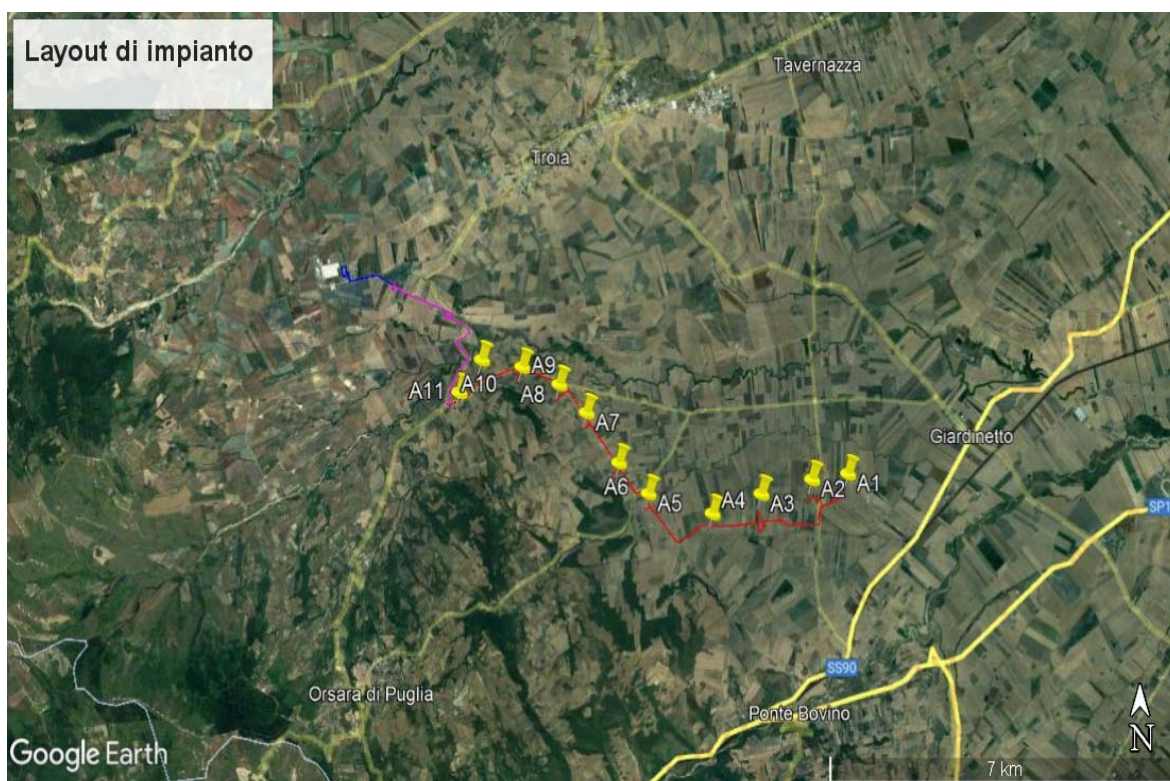 Layout di impianto
Tavernazza
Troia
A9
A10
A11
A8
A7
Giardinetto
A6
A5
A4
A3
A2
A1
SP1
SS90
Orsara di Puglia
Ponte Bovino
N
Google Earth
7 km